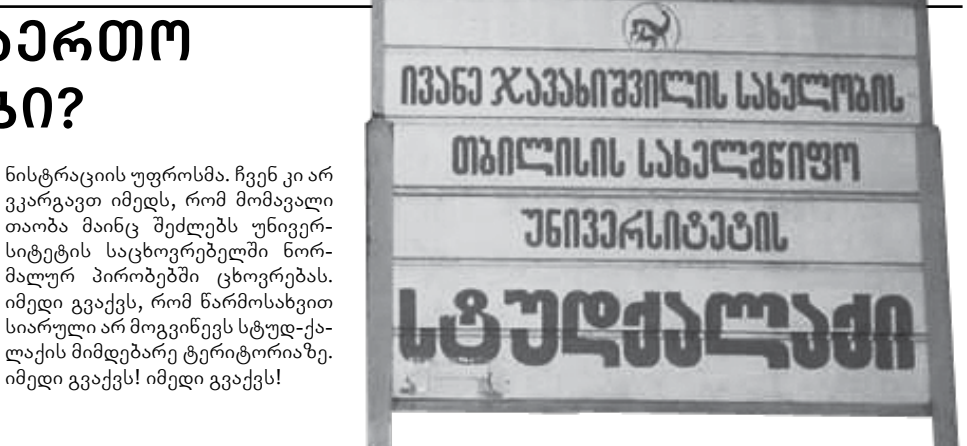 ნისტრაციის უფროსმა. ჩვენ კი არ
ვკარგავთ იმედს, რომ მომავალი
თაობა მაინც შეძლებს უნივერ-
სიტეტის საცხოვრებელში ნორ-
მალურ პირობებში ცხოვრებას.
იმედი გვაქვს, რომ წარმოსახვით
სიარული არ მოგვიწევს სტუდ-ქა-
ლაქის მიმდებარე ტერიტორიაზე.
იმედი გვაქვს! იმედი გვაქვს!
ივანე ჯავახიშვილის სახელობის
თბილისის სახელმწიფო
უნივერსიტეტის
სტუდქალაქი